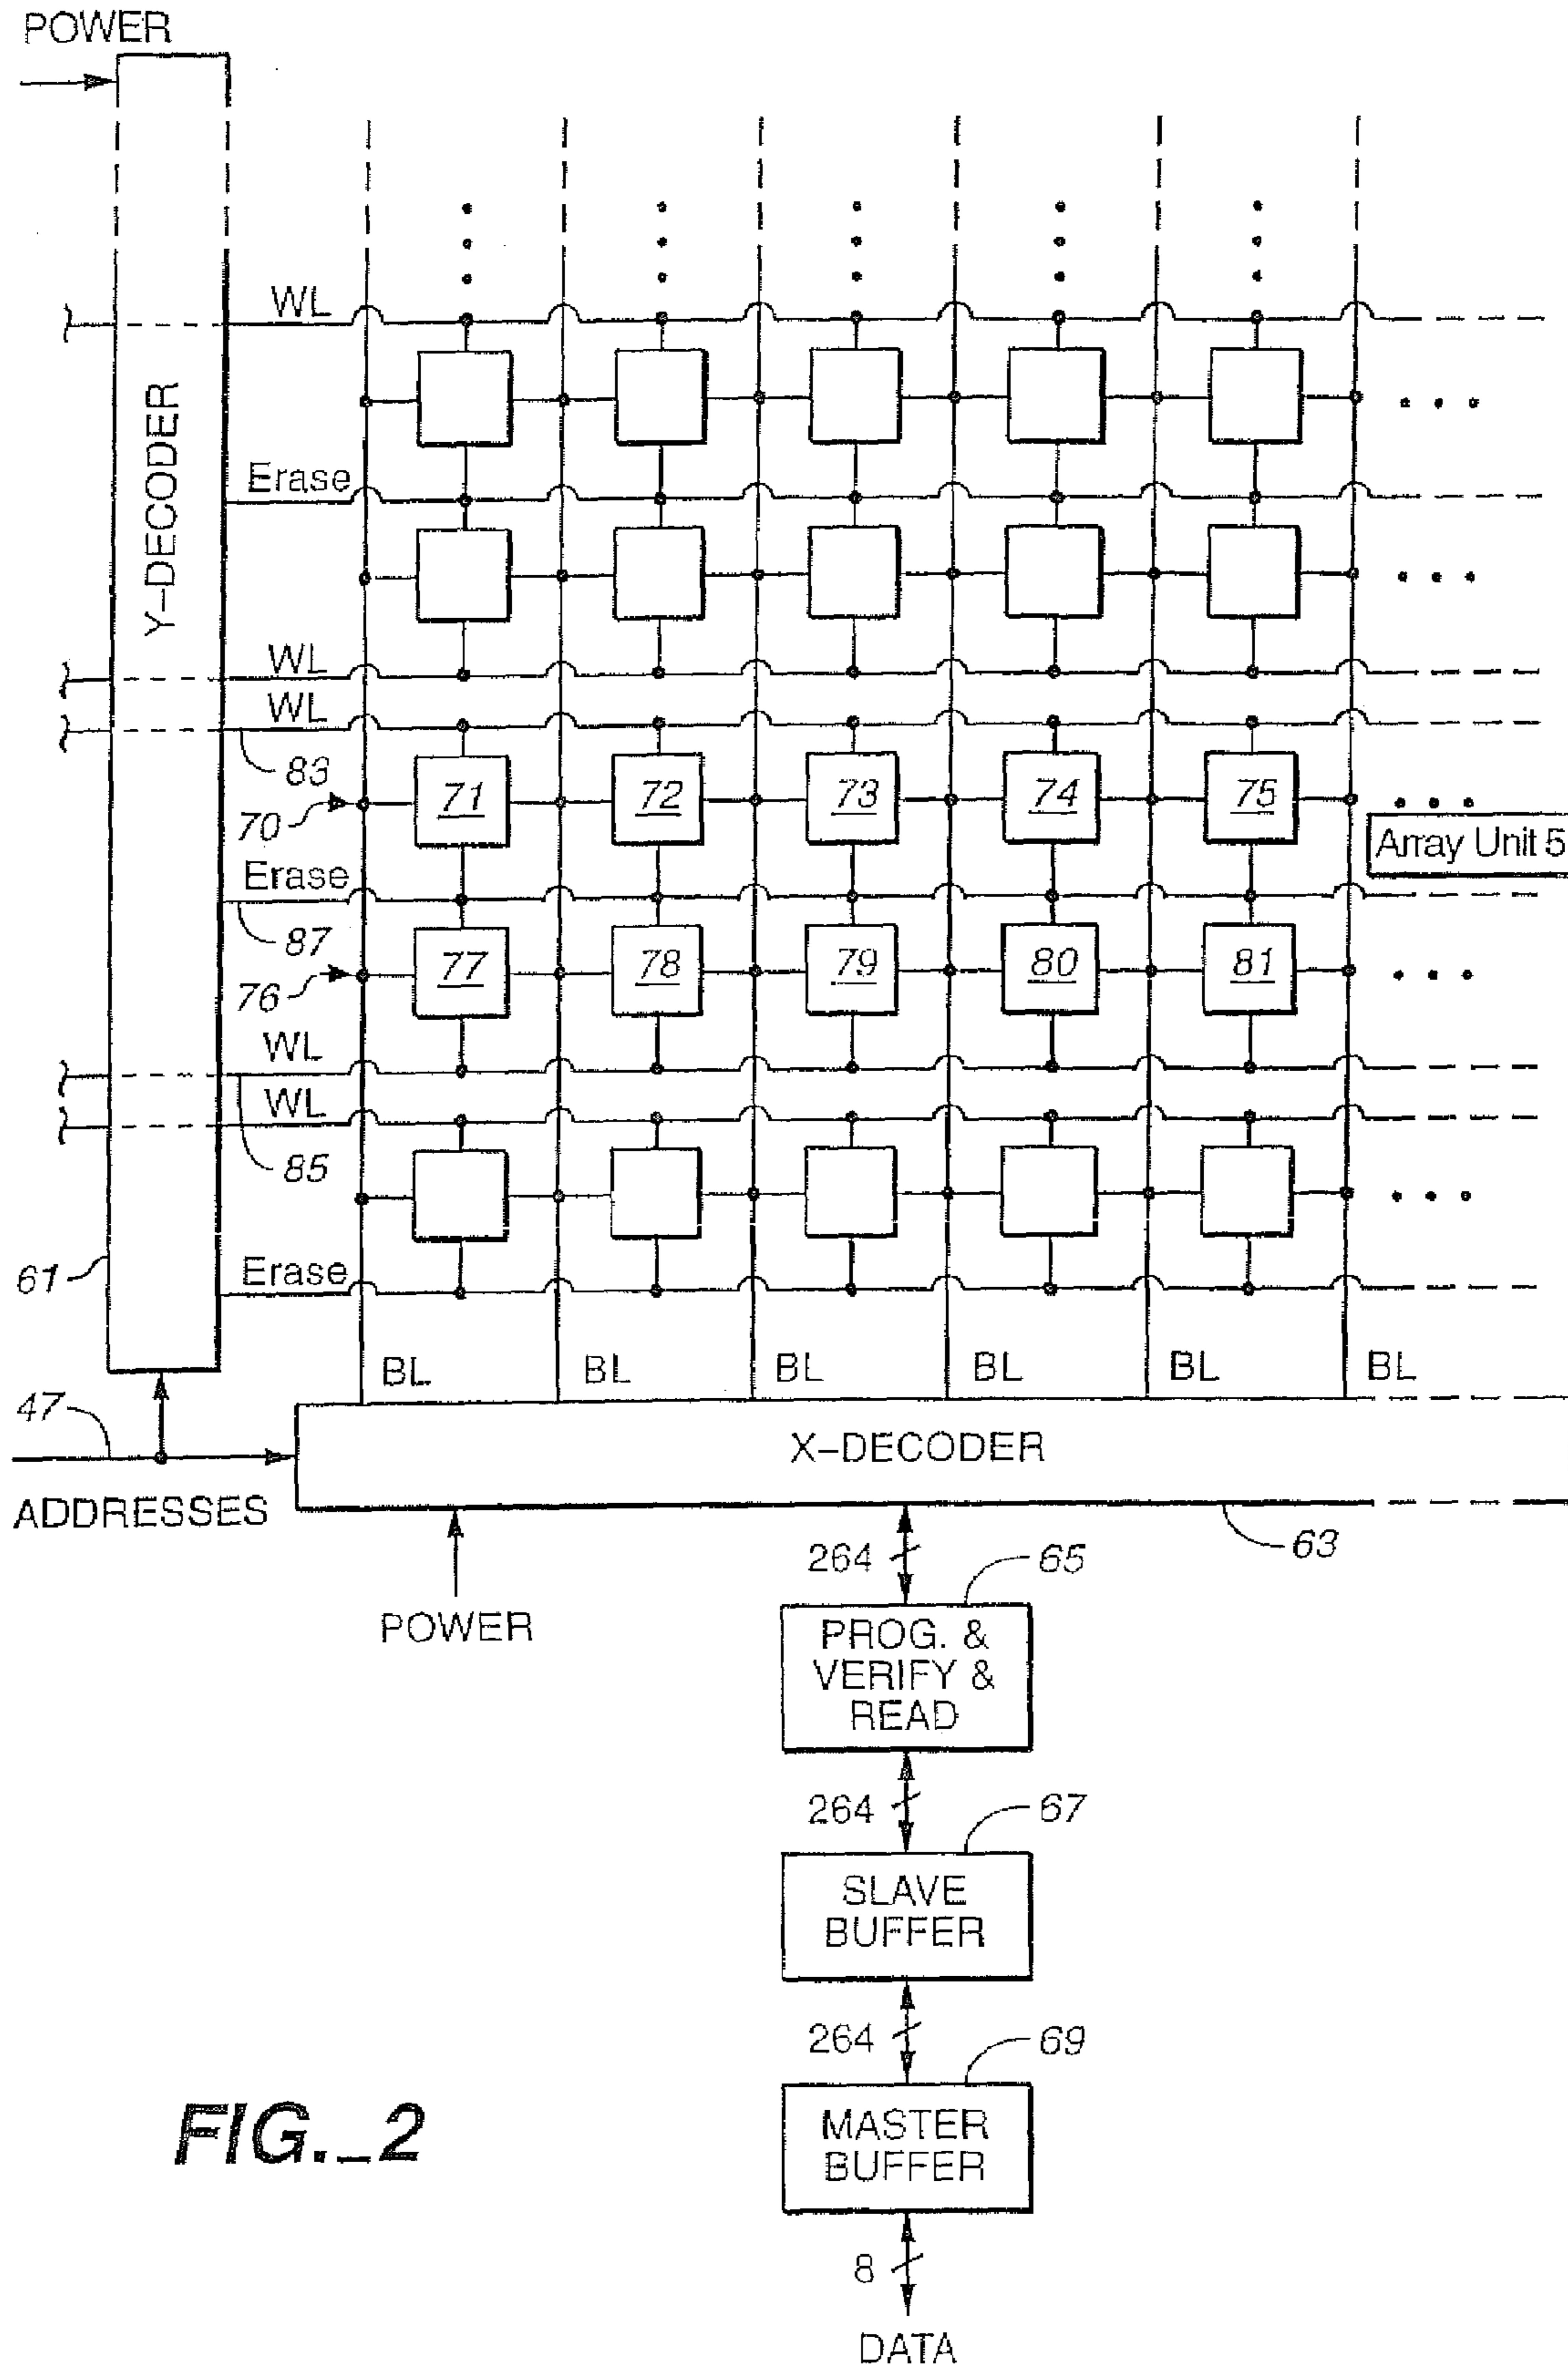 POWER
Y-DECODER
WL
Erase
WL
WL
83
70
71
72
73
74
75
Array Unit 5
Erase
87
76
77
78
79
80
81
WL
WL
85
Erase
61
BL
BL
BL
BL
BL
BL
47
ADDRESSES
X-DECODER
63
POWER
264
65
PROG. &
VERIFY &
READ
264
67
SLAVE
BUFFER
264
69
MASTER
BUFFER
8
DATA
FIG._2